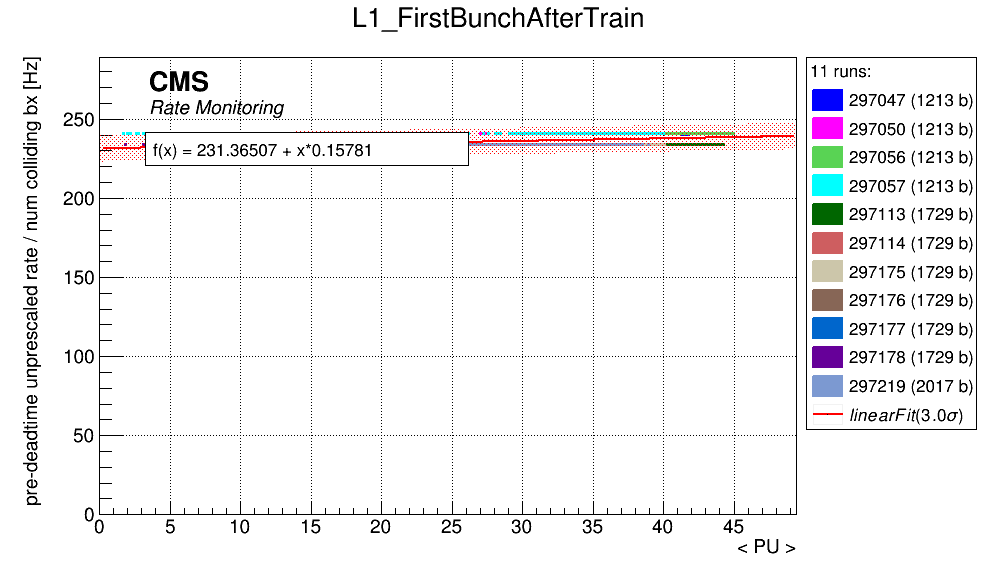 L1_FirstBunchAfterTrain
pre-deadtime unprescaled rate / num colliding bx [Hz]
CMS
Rate Monitoring
f(x) = 231.36507 + x*0.15781
250
200
150
100
50
0
0 5 10 15 20 25 30 35 40 45
< PU >
11 runs:
297047 (1213 b)
297050 (1213 b)
297056 (1213 b)
297057 (1213 b)
297113 (1729 b)
297114 (1729 b)
297175 (1729 b)
297176 (1729 b)
297177 (1729 b)
297178 (1729 b)
297219 (2017 b)
linearFit(3.0σ)